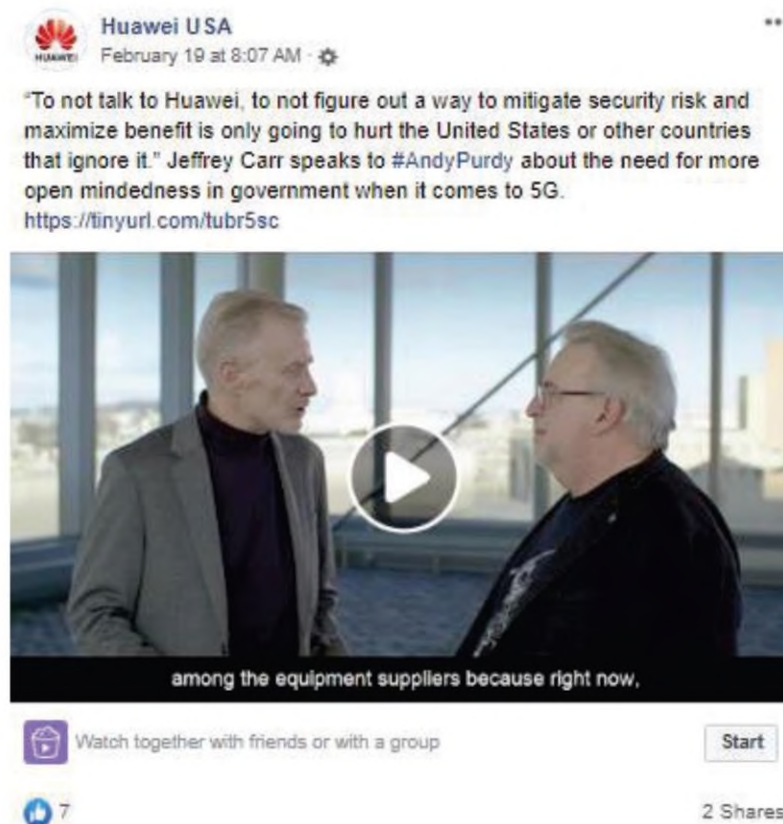 Huawei USA
HUAWEI
February 19 at 8:07 AM ·
"To not talk to Huawei, to not figure out a way to mitigate security risk and
maximize benefit is only going to hurt the United States or other countries
that ignore it." Jeffrey Carr speaks to #AndyPurdy about the need for more
open mindedness in government when it comes to 5G.
https://tinyurl.com/tubr5sc
among the equipment suppliers because right now,
Watch together with friends or with a group
Start
7
2 Shares